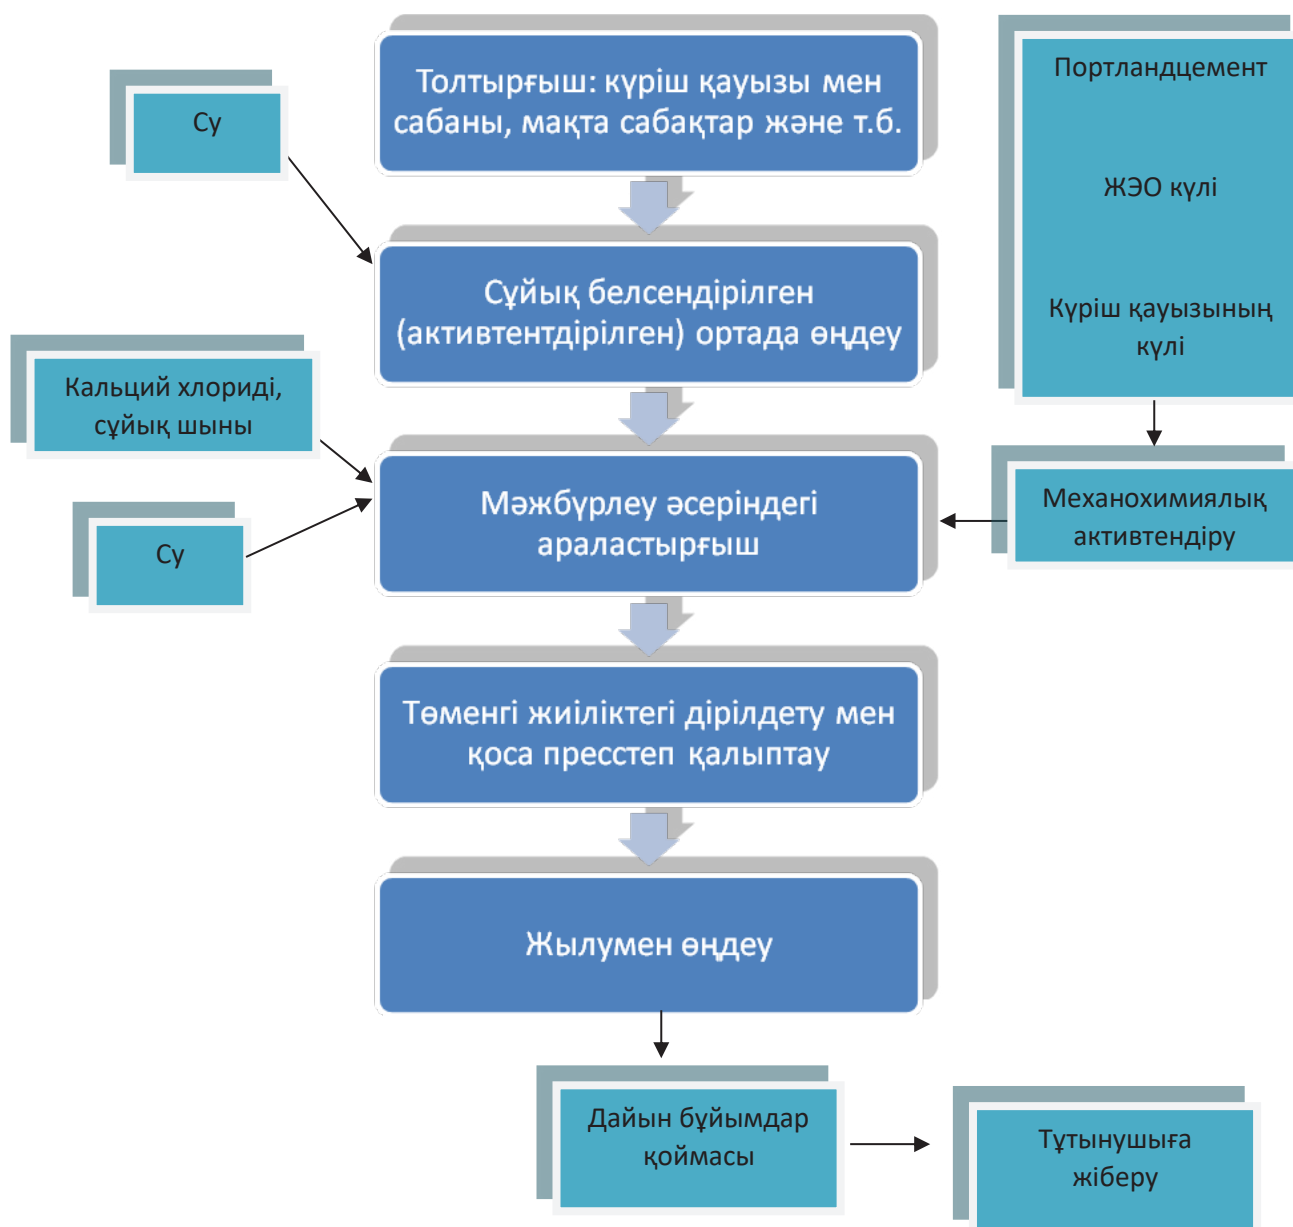 Толтырғыш: күріш қауызы мен
сабаны, мақта сабақтар және т.б.
Су
Портландцемент
ЖЭО күлі
Күріш қауызының
күлі
Сұйық белсендірілген
(активтентдірілген) ортада өңдеу
Кальций хлориді,
сұйық шыны
Су
Мәжбүрлеу әсеріндегі
араластырғыш
Механохимиялық
активтендіру
Төменгі жиіліктегі дірілдету мен
қоса пресстеп қалыптау
Жылумен өңдеу
Дайын бұйымдар
қоймасы
Тұтынушыға
жіберу